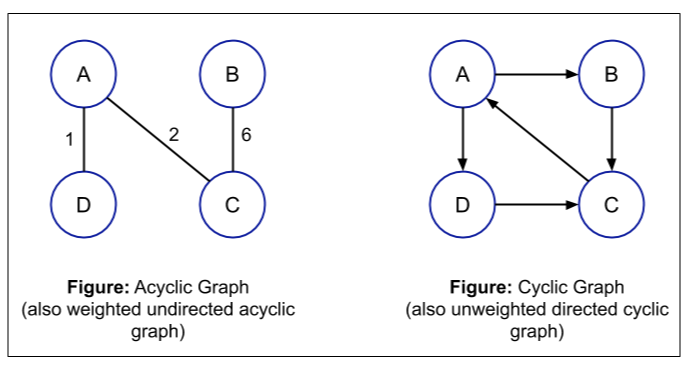 A
B
1
2
6
D
C
Figure: Acyclic Graph
(also weighted undirected acyclic
graph)
A
B
D
C
Figure: Cyclic Graph
(also unweighted directed cyclic
graph)